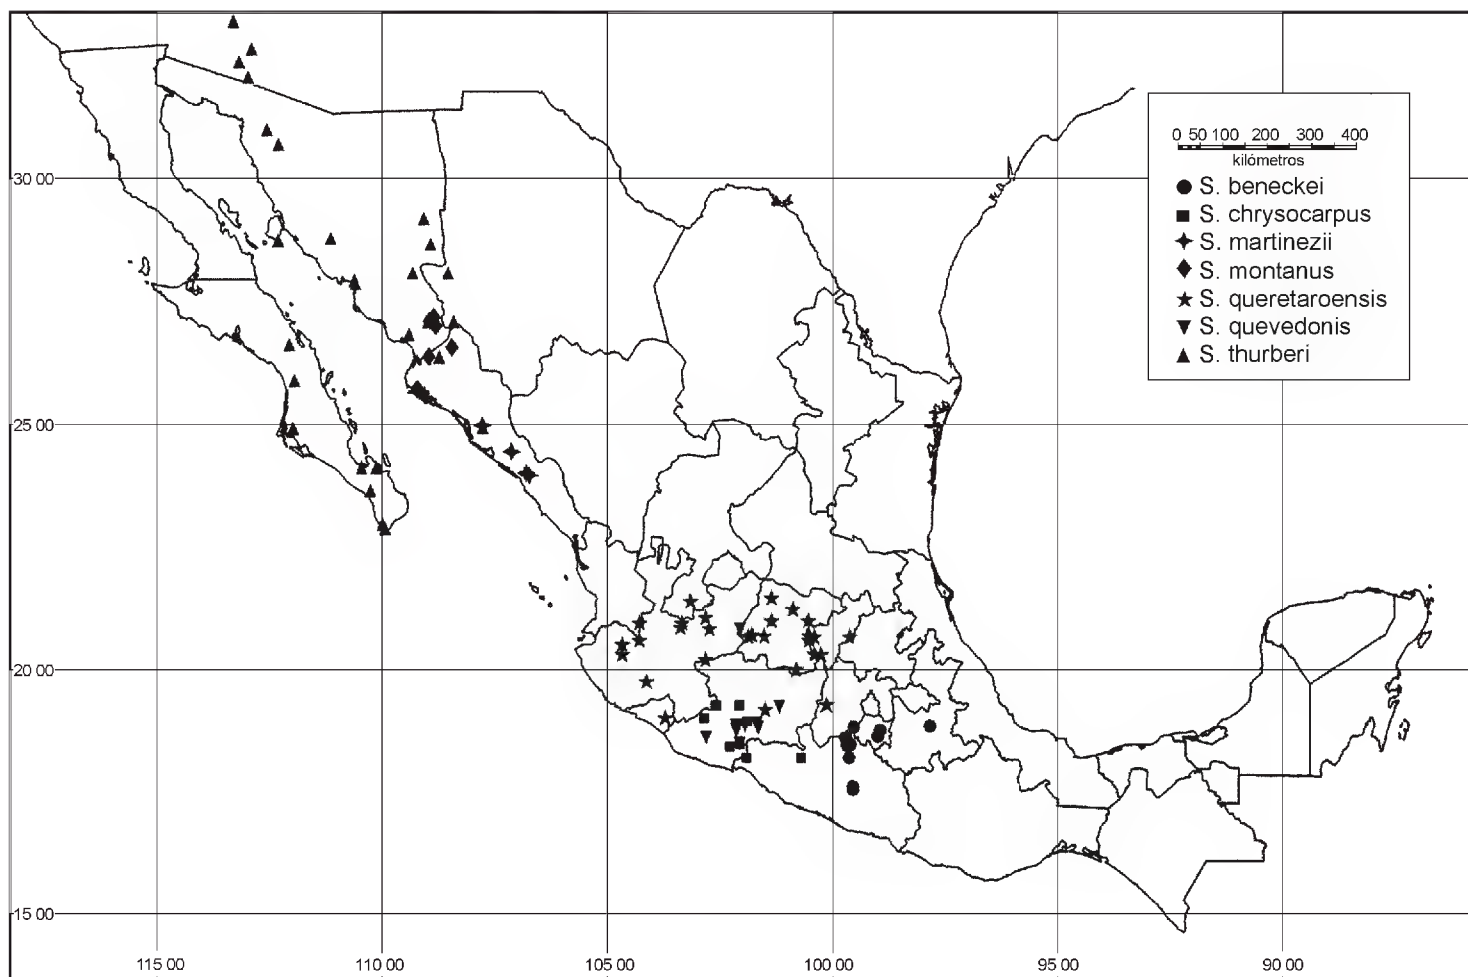 0 50 100 200 300 400
kilómetros
S. beneckei
S. chrysocarpus
S. martinezii
S. montanus
S. queretaroensis
S. quevedonis
S. thurberi
30 00
25 00
20 00
15 00
115 00 110 00 105 00 100 00 95 00 90 00